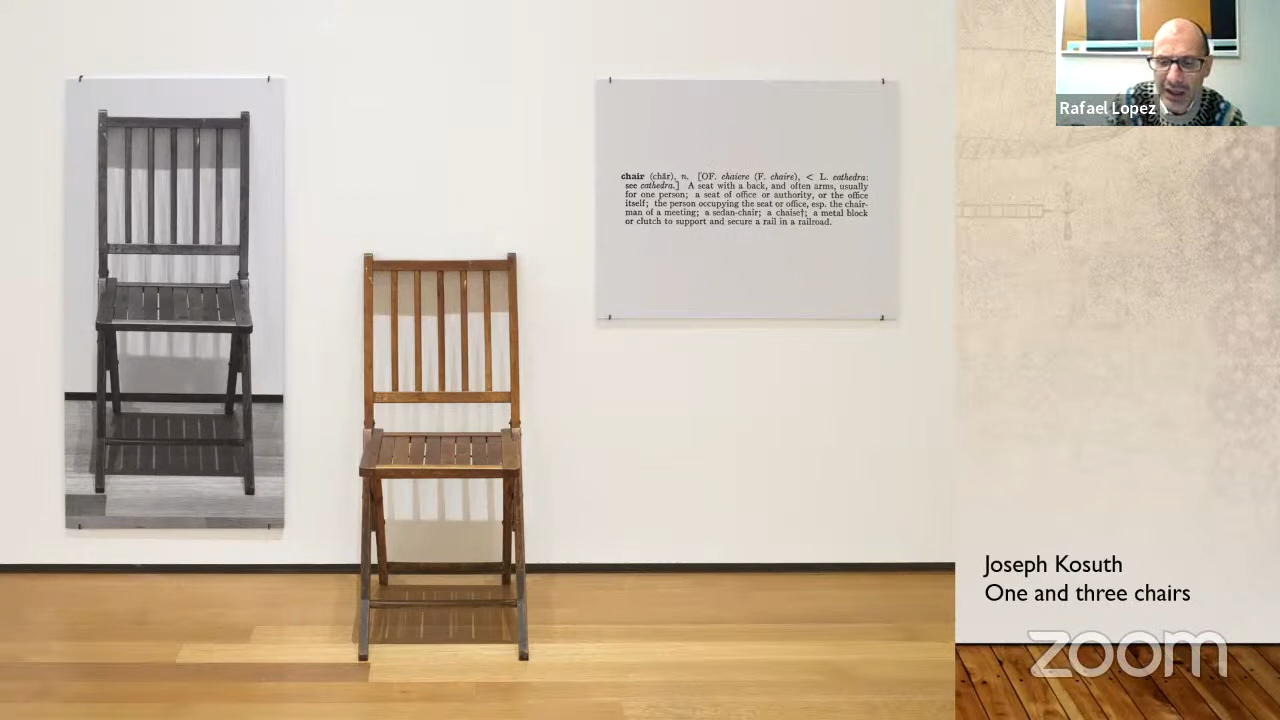 chair (chãr), n. [OF. chaiere (F. chaire), < L. cathedra:
see cathedra.] A seat with a back, and often arms, usually
for one person; a seat of office or authority, or the office
itself; the person occupying the seat or office, esp. the chair-
man of a meeting; a sedan-chair; a chaise†; a metal block
or clutch to support and secure a rail in a railroad.
Rafael Lopez
Joseph Kosuth
One and three chairs
zoom